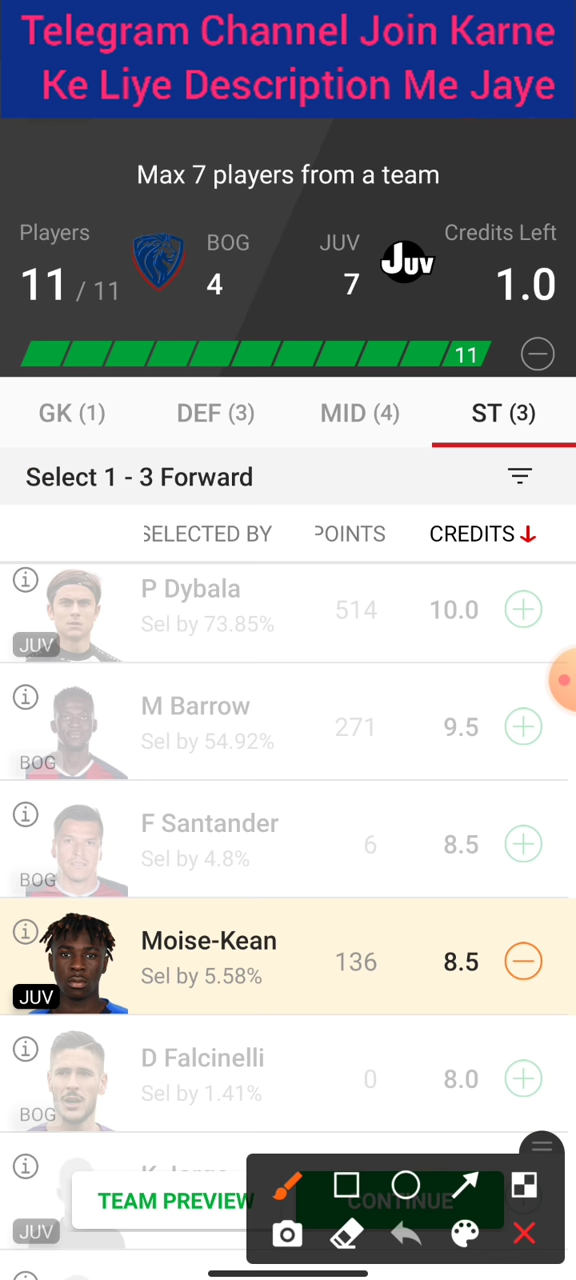 Telegram Channel Join Karne
Ke Liye Description Me Jaye
Max 7 players from a team
Players BOG JUV Credits Left
11 / 11 4 7 JUV 1.0
11
GK (1) DEF (3) MID (4) ST (3)
Select 1 - 3 Forward
SELECTED BY POINTS CREDITS
P Dybala
Sel by 73.85% 514 10.0
JUV
M Barrow
Sel by 54.92% 271 9.5
BOG
F Santander
Sel by 4.8% 6 8.5
BOG
Moise-Kean
Sel by 5.58% 136 8.5
JUV
D Falcinelli
Sel by 1.41% 0 8.0
BOG
TEAM PREVIEW CONTINUE
JUV